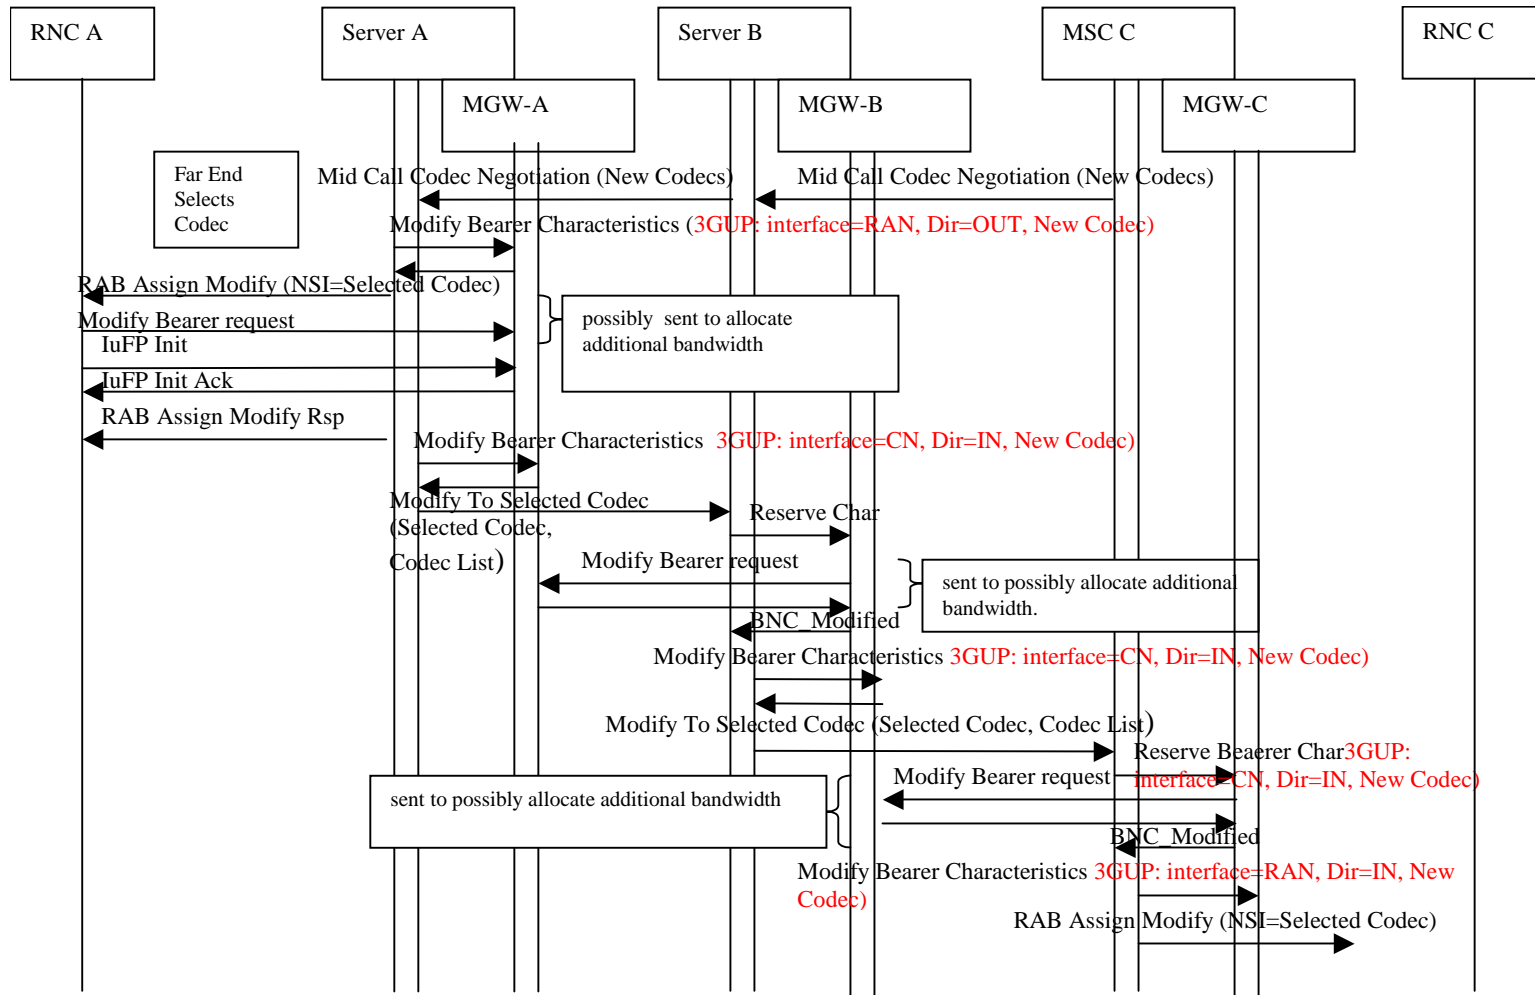 RNC A
Server A
Server B
MSC C
RNC C
MGW-A
MGW-B
MGW-C
Far End
Selects
Codec
Mid Call Codec Negotiation (New Codecs)
Mid Call Codec Negotiation (New Codecs)
Modify Bearer Characteristics (3GUP: interface=RAN, Dir=OUT, New Codec)
RAB Assign Modify (NSI=Selected Codec)
Modify Bearer request
possibly sent to allocate
additional bandwidth
IuFP Init
IuFP Init Ack
RAB Assign Modify Rsp
Modify Bearer Characteristics 3GUP: interface=CN, Dir=IN, New Codec)
Modify To Selected Codec
(Selected Codec,
Codec List)
Reserve Char
Modify Bearer request
sent to possibly allocate additional
bandwidth.
BNC_Modified
Modify Bearer Characteristics 3GUP: interface=CN, Dir=IN, New Codec)
Modify To Selected Codec (Selected Codec, Codec List)
Reserve Beaerer Char3GUP:
interface=CN, Dir=IN, New Codec)
Modify Bearer request
sent to possibly allocate additional bandwidth
BNC_Modified
Modify Bearer Characteristics 3GUP: interface=RAN, Dir=IN, New
Codec)
RAB Assign Modify (NSI=Selected Codec)